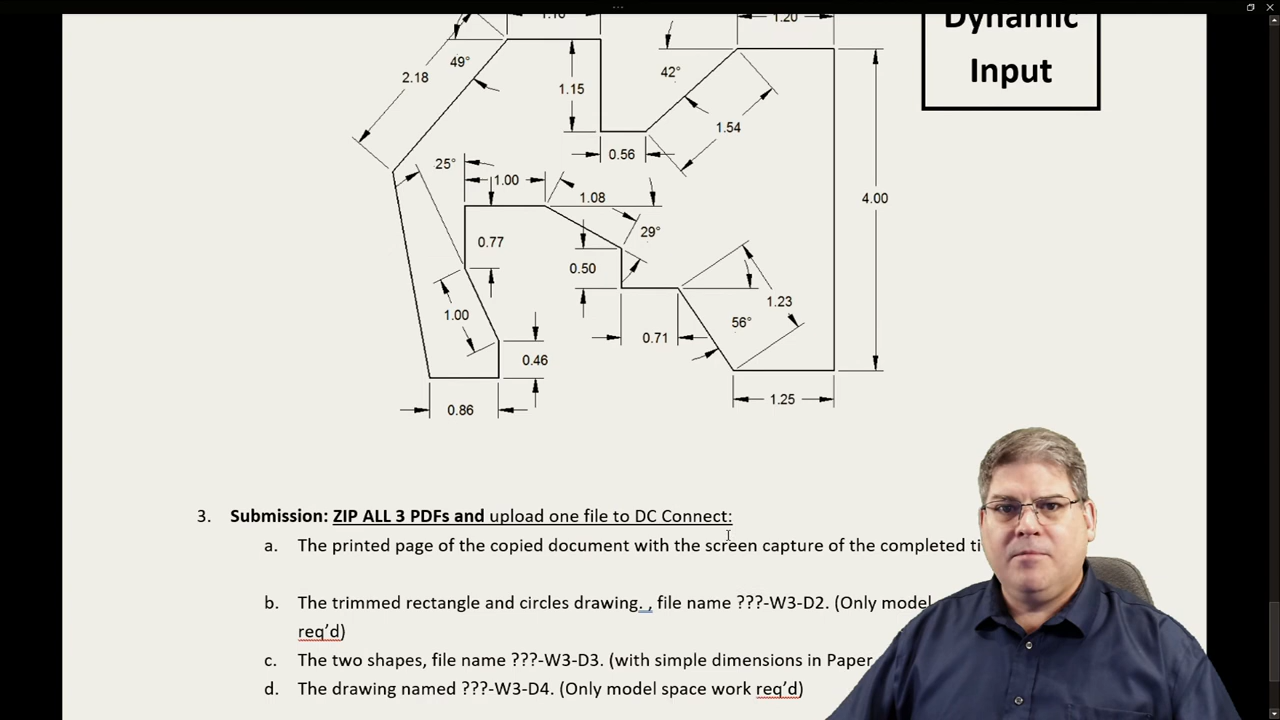 1.16
1.20
Dynamic
Input
49°
2.18
1.15
42°
1.54
0.56
25°
1.00
1.08
4.00
0.77
29°
0.50
1.23
1.00
56°
0.71
0.46
1.25
0.86
3. Submission: ZIP ALL 3 PDFs and upload one file to DC Connect:
a. The printed page of the copied document with the screen capture of the completed ti
b. The trimmed rectangle and circles drawing. , file name ???-W3-D2. (Only model
req'd)
c. The two shapes, file name ???-W3-D3. (with simple dimensions in Paper
d. The drawing named ???-W3-D4. (Only model space work req'd)